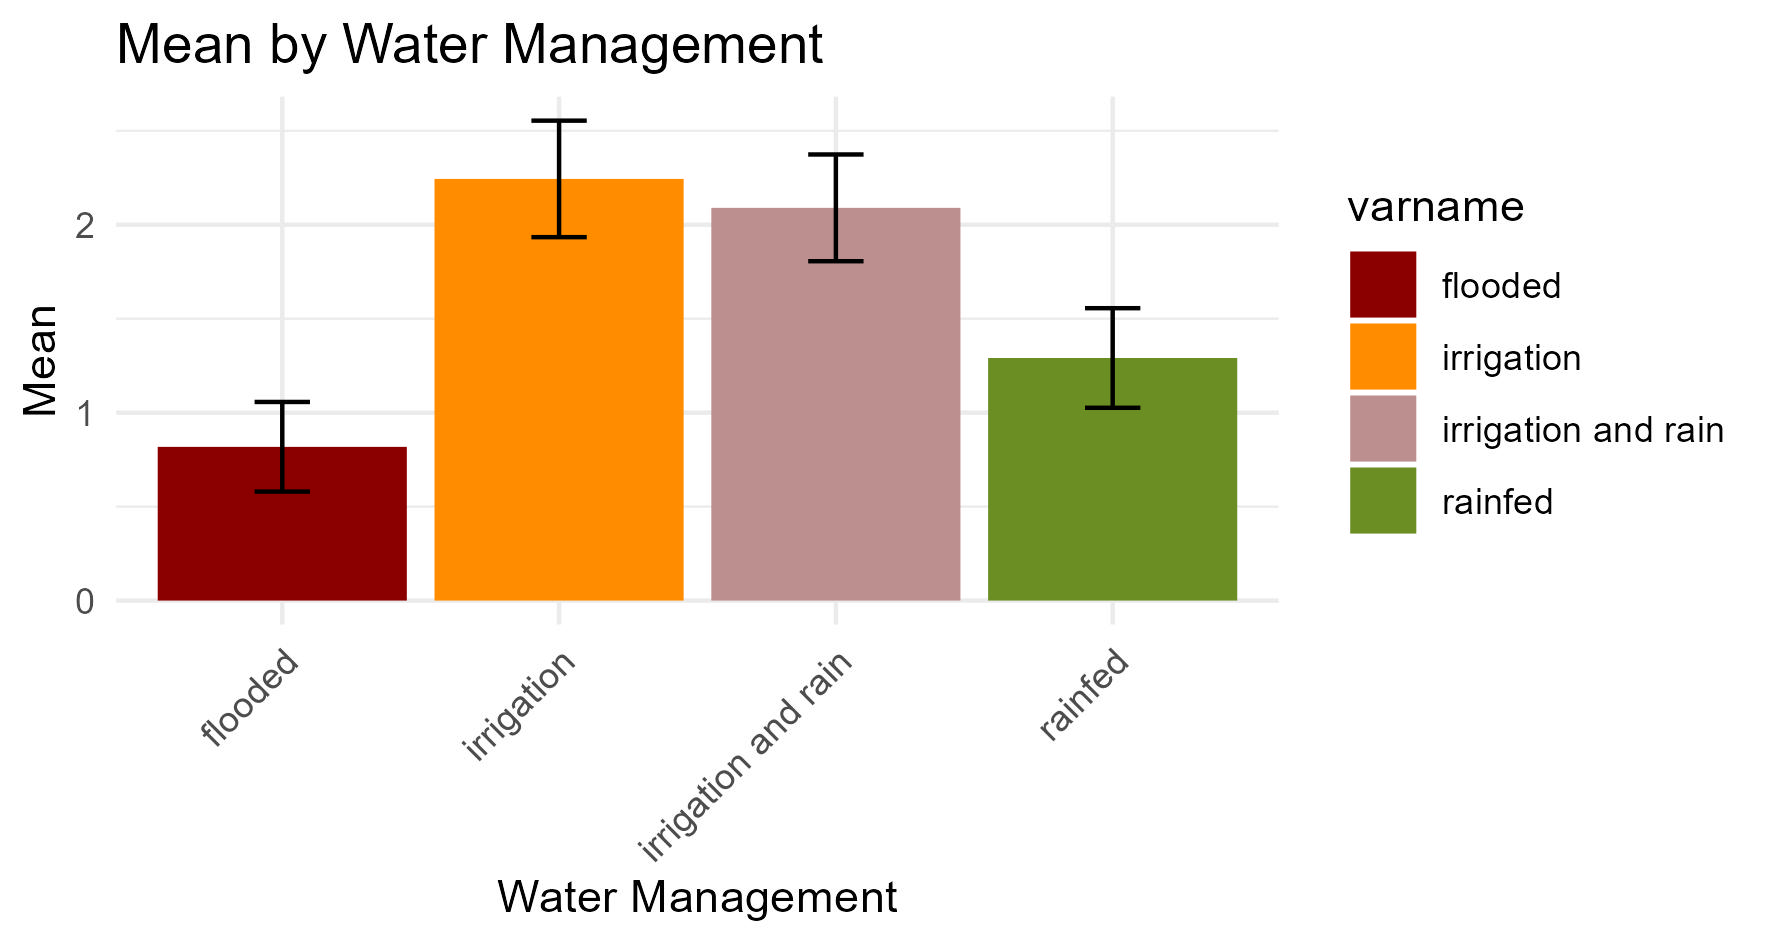 Mean by Water Management
Mean
2
1
0
flooded
irrigation
irrigation and rain
rainfed
Water Management
varname
flooded
irrigation
irrigation and rain
rainfed